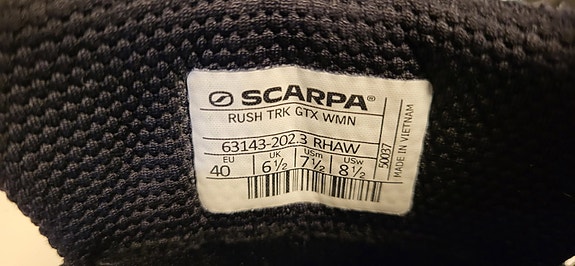 SCARPA®
RUSH TRK GTX WMN
63143-202.3 RHAW
EU UK USm USw
40 6½ 7½ 8½
50037
MADE IN VIETNAM